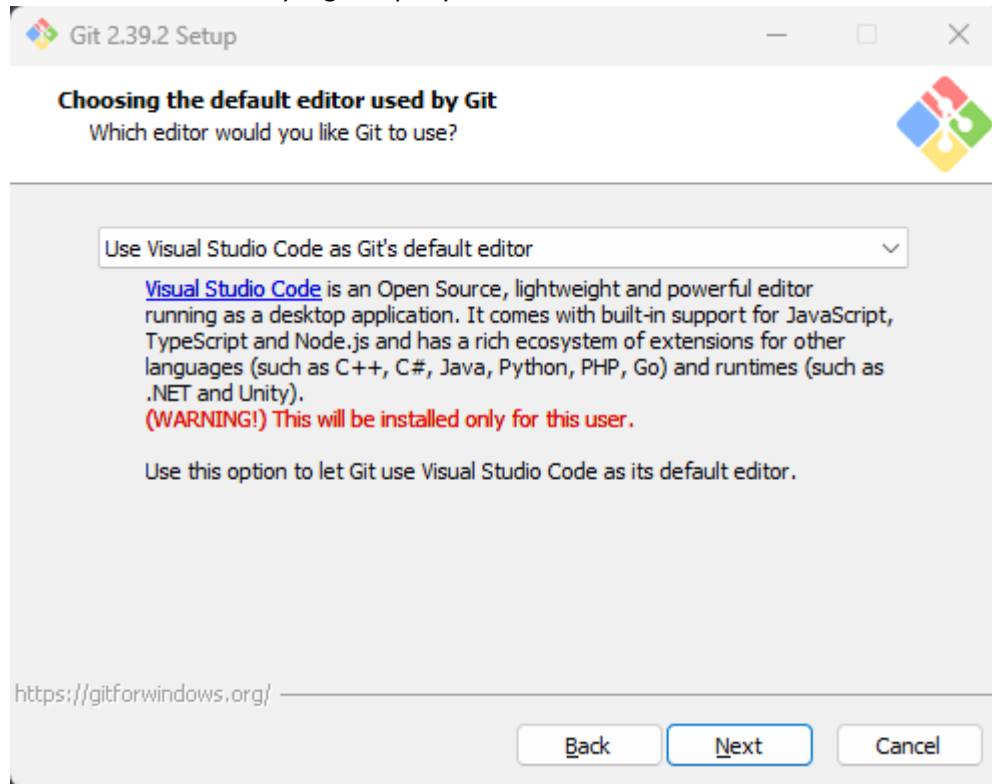 Git 2.39.2 Setup
Choosing the default editor used by Git
Which editor would you like Git to use?
Use Visual Studio Code as Git's default editor
Visual Studio Code is an Open Source, lightweight and powerful editor
running as a desktop application. It comes with built-in support for JavaScript,
TypeScript and Node.js and has a rich ecosystem of extensions for other
languages (such as C++, C#, Java, Python, PHP, Go) and runtimes (such as
.NET and Unity).
(WARNING!) This will be installed only for this user.
Use this option to let Git use Visual Studio Code as its default editor.
https://gitforwindows.org/
Back Next Cancel